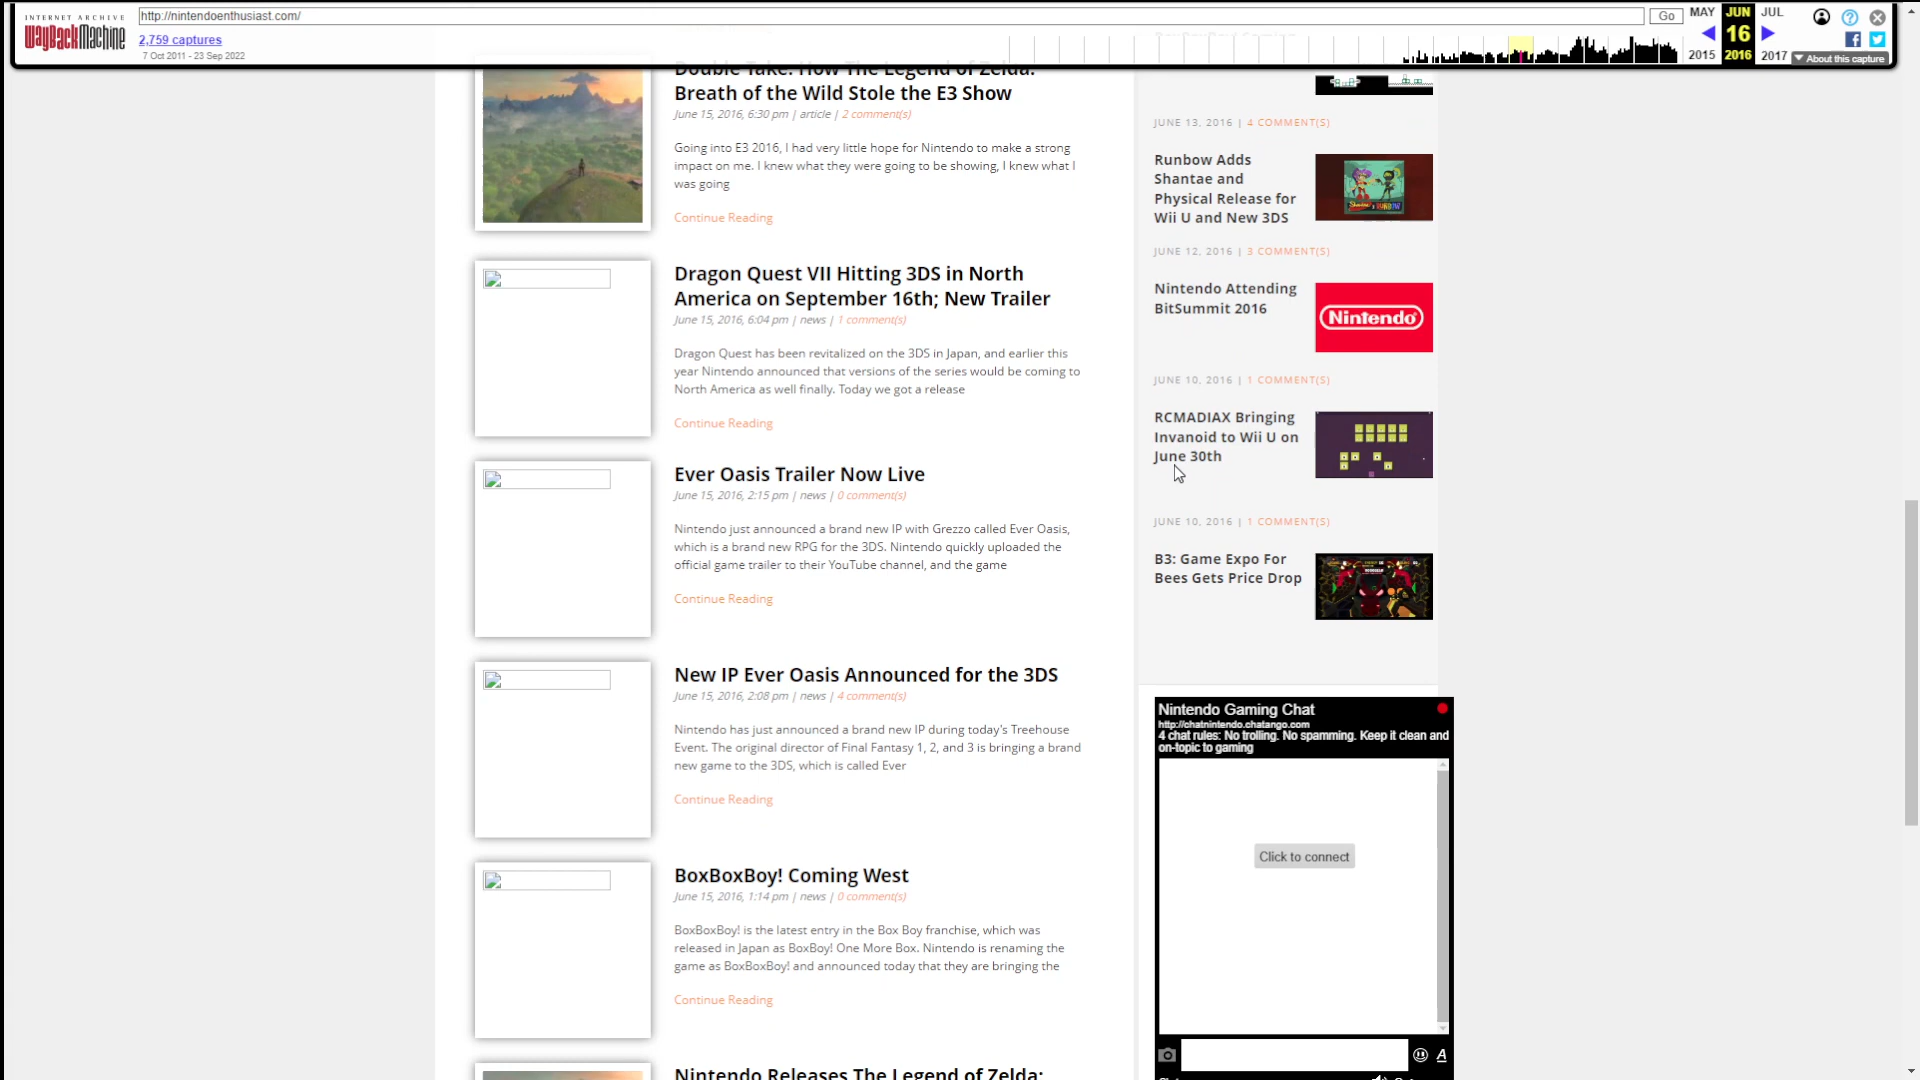 INTERNET ARCHIVE
WayBackMachine
http://nintendoenthusiast.com/
Go
2,759 captures
7 Oct 2011 - 23 Sep 2022
MAY
JUN
JUL
16
2015
2016
2017
About this capture
Double Take: How The Legend of Zelda:
Breath of the Wild Stole the E3 Show
June 15, 2016, 6:30 pm | article | 2 comment(s)
Going into E3 2016, I had very little hope for Nintendo to make a strong
impact on me. I knew what they were going to be showing, I knew what I
was going
Continue Reading
Dragon Quest VII Hitting 3DS in North
America on September 16th; New Trailer
June 15, 2016, 6:04 pm | news | 1 comment(s)
Dragon Quest has been revitalized on the 3DS in Japan, and earlier this
year Nintendo announced that versions of the series would be coming to
North America as well finally. Today we got a release
Continue Reading
Ever Oasis Trailer Now Live
June 15, 2016, 2:15 pm | news | 0 comment(s)
Nintendo just announced a brand new IP with Grezzo called Ever Oasis,
which is a brand new RPG for the 3DS. Nintendo quickly uploaded the
official game trailer to their YouTube channel, and the game
Continue Reading
New IP Ever Oasis Announced for the 3DS
June 15, 2016, 2:08 pm | news | 4 comment(s)
Nintendo has just announced a brand new IP during today's Treehouse
Event. The original director of Final Fantasy 1, 2, and 3 is bringing a brand
new game to the 3DS, which is called Ever
Continue Reading
BoxBoxBoy! Coming West
June 15, 2016, 1:14 pm | news | 0 comment(s)
BoxBoxBoy! is the latest entry in the Box Boy franchise, which was
released in Japan as BoxBoy! One More Box. Nintendo is renaming the
game as BoxBoxBoy! and announced today that they are bringing the
Continue Reading
Nintendo Releases The Legend of Zelda:
JUNE 13, 2016 | 4 COMMENT(S)
Runbow Adds
Shantae and
Physical Release for
Wii U and New 3DS
JUNE 12, 2016 | 3 COMMENT(S)
Nintendo Attending
BitSummit 2016
Nintendo
JUNE 10, 2016 | 1 COMMENT(S)
RCMADIAX Bringing
Invanoid to Wii U on
June 30th
JUNE 10, 2016 | 1 COMMENT(S)
B3: Game Expo For
Bees Gets Price Drop
Nintendo Gaming Chat
http://chatnintendo.chatango.com
4 chat rules: No trolling. No spamming. Keep it clean and
on-topic to gaming
Click to connect
A